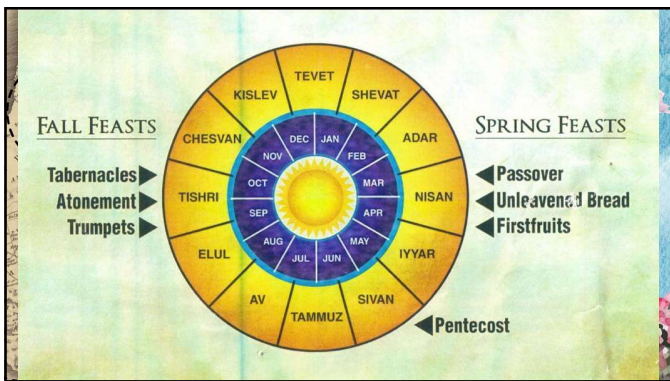 FALL FEASTS
Tabernacles
Atonement
Trumpets
TEVET
SHEVAT
ADAR
NISAN
IYYAR
SIVAN
TAMMUZ
AV
ELUL
TISHRI
CHESVAN
KISLEV
JAN
FEB
MAR
APR
MAY
JUN
JUL
AUG
SEP
OCT
NOV
DEC
SPRING FEASTS
Passover
Unleavened Bread
Firstfruits
Pentecost